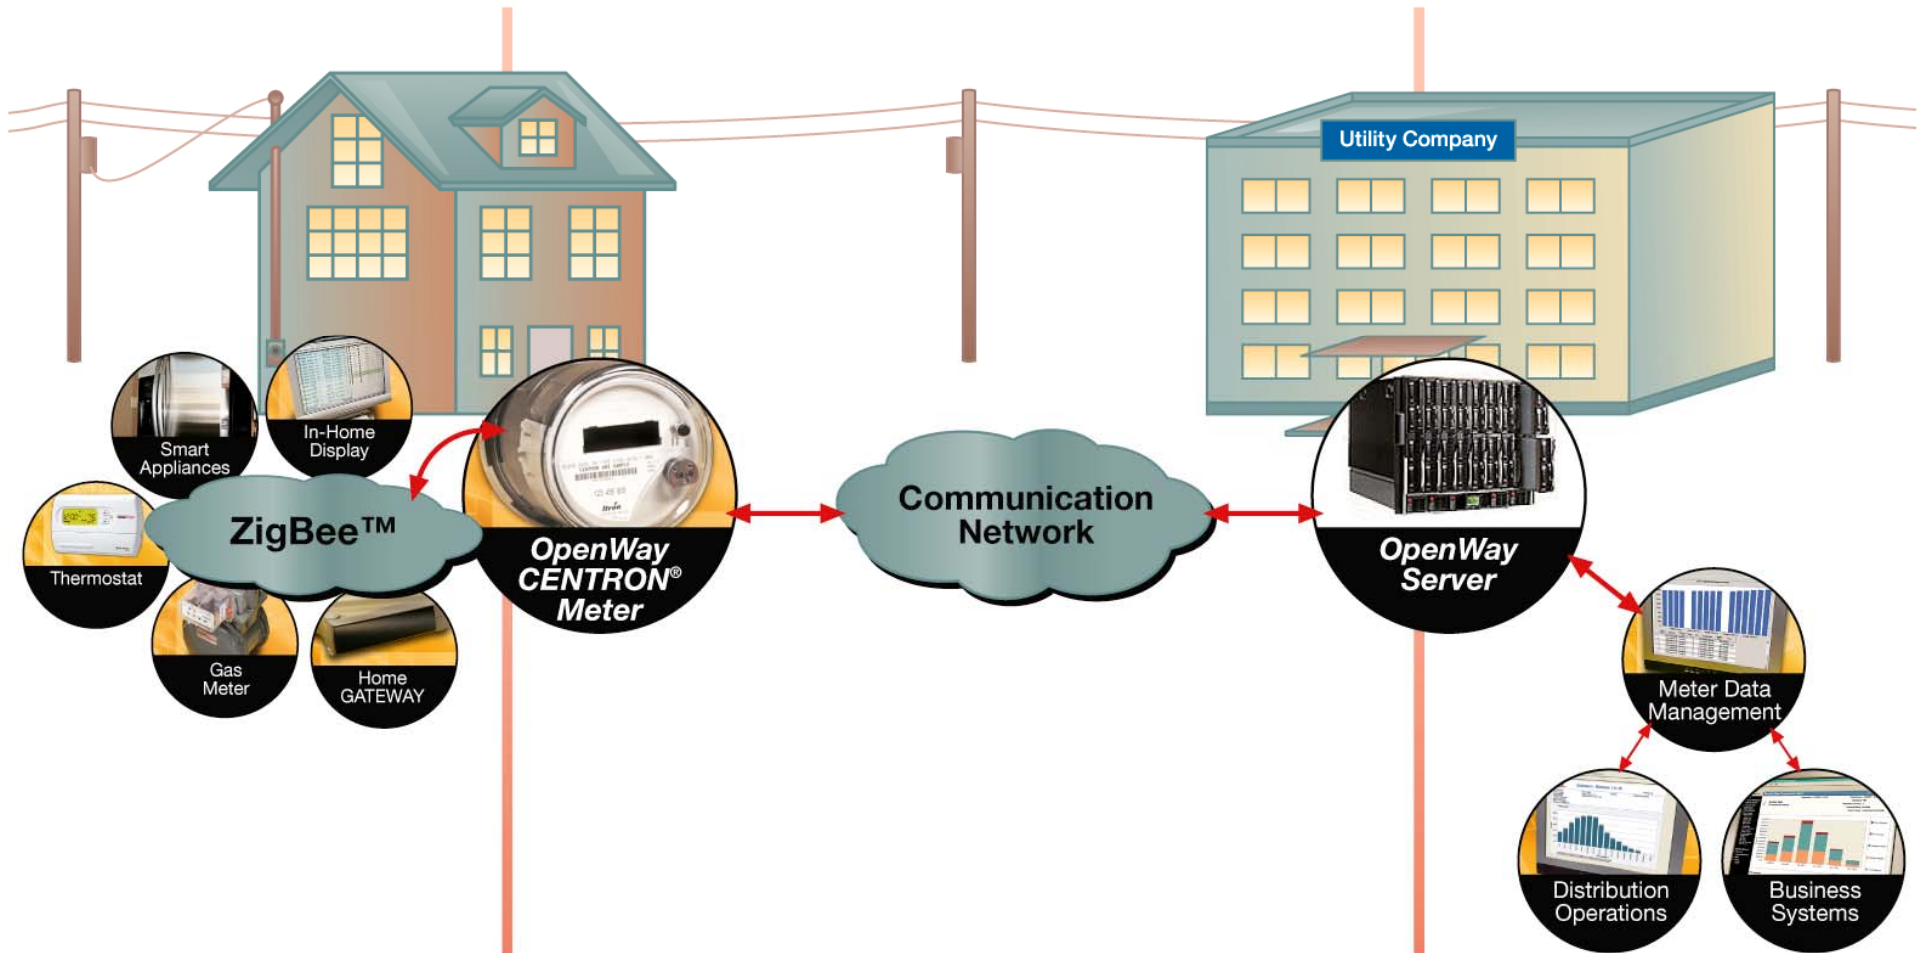 Utility Company
Smart
Appliances
In-Home
Display
ZigBee™
Thermostat
Gas
Meter
Home
GATEWAY
OpenWay
CENTRON®
Meter
Communication
Network
OpenWay
Server
Meter Data
Management
Distribution
Operations
Business
Systems